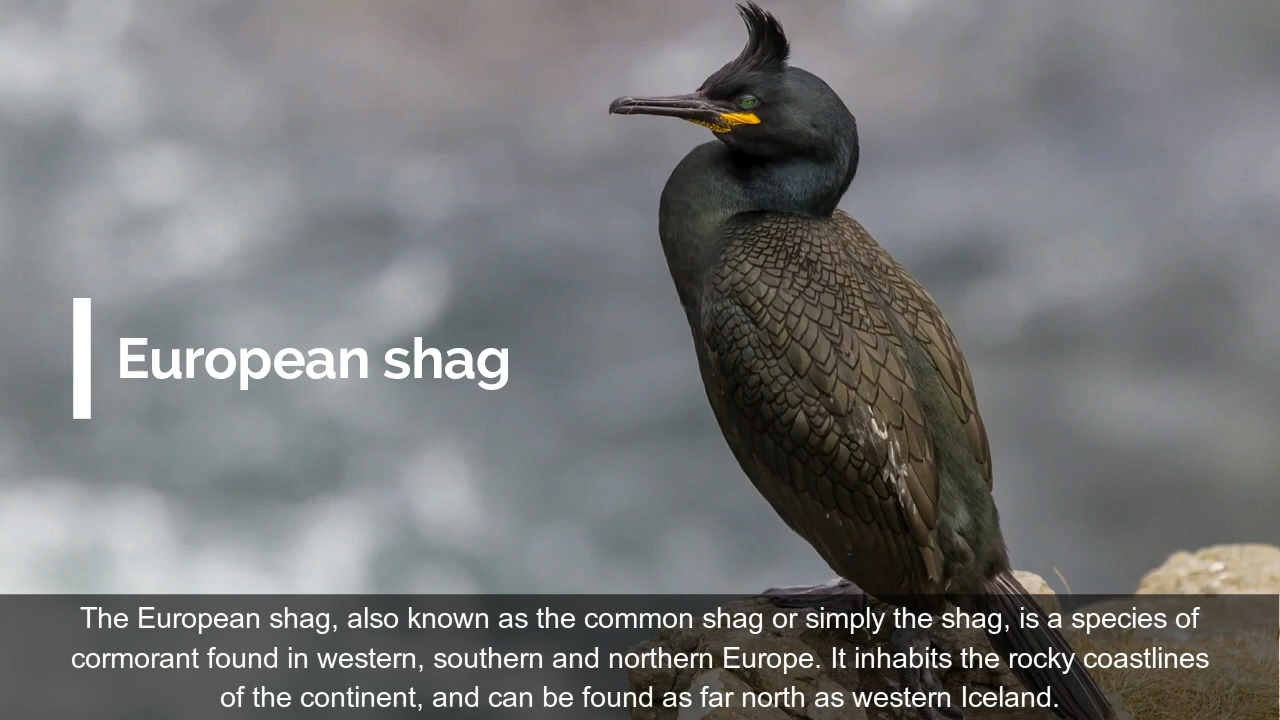 European shag
The European shag, also known as the common shag or simply the shag, is a species of
cormorant found in western, southern and northern Europe. It inhabits the rocky coastlines
of the continent, and can be found as far north as western Iceland.